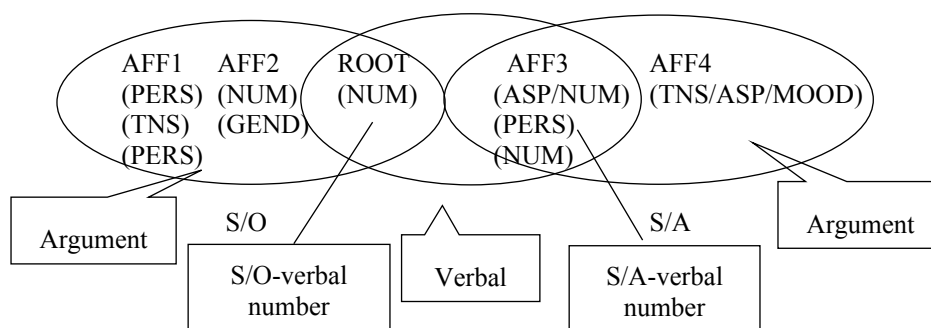 AFF1 AFF2 ROOT AFF3 AFF4
(PERS) (NUM) (NUM) (ASP/NUM) (TNS/ASP/MOOD)
(TNS) (GEND) (PERS)
(PERS) (NUM)
Argument S/O Verbal S/A Argument
S/O-verbal
number
S/A-verbal
number